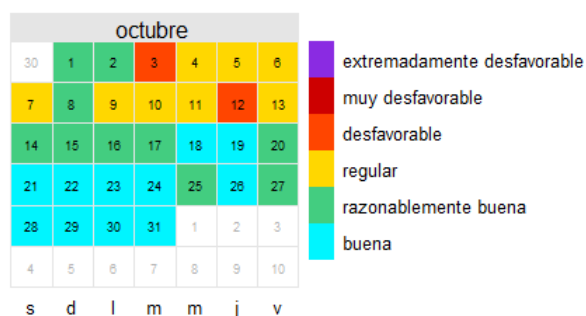 octubre
30 1 2 3 4 5 6
7 8 9 10 11 12 13
14 15 16 17 18 19 20
21 22 23 24 25 26 27
28 29 30 31 1 2 3
4 5 6 7 8 9 10
s d l m m j v
extremadamente desfavorable
muy desfavorable
desfavorable
regular
razonablemente buena
buena